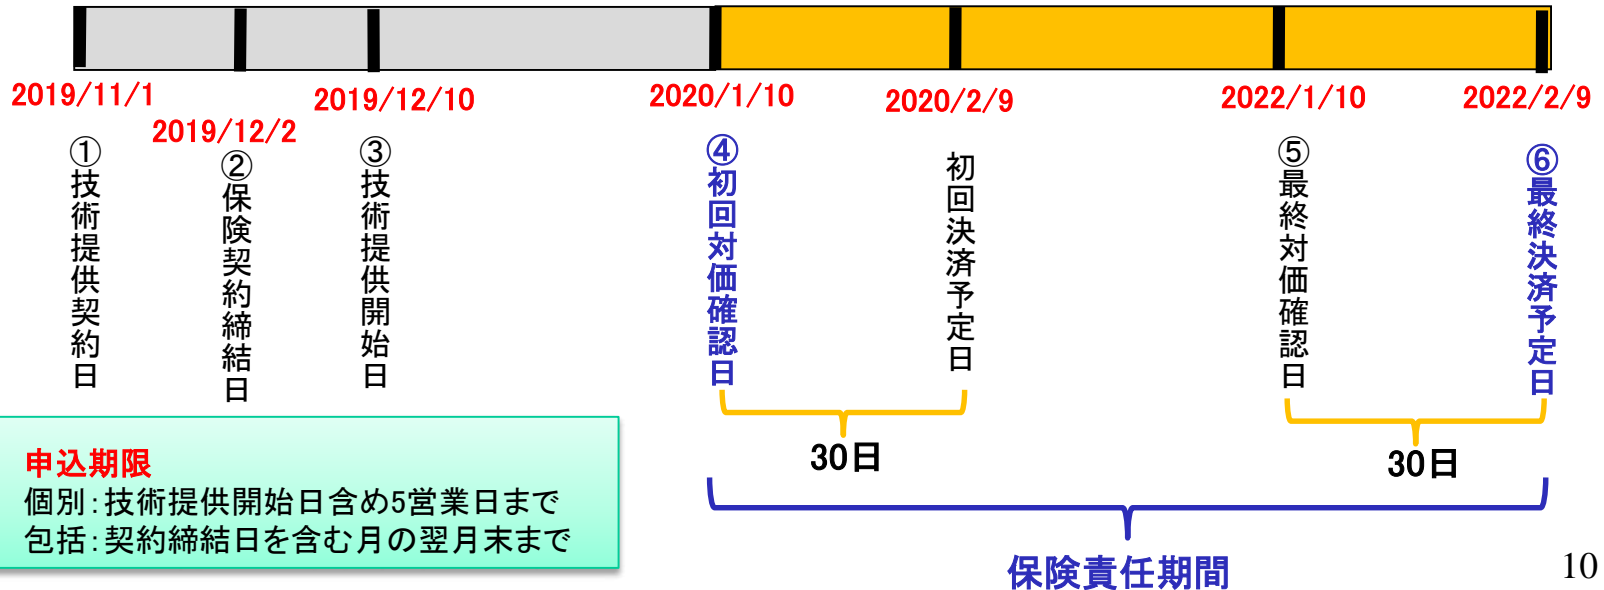 2019/11/1
2019/12/2
2019/12/10
2020/1/10
2020/2/9
2022/1/10
2022/2/9
①技術提供契約日
②保険契約締結日
③技術提供開始日
④初回対価確認日
初回決済予定日
⑤最終対価確認日
⑥最終決済予定日
30日
30日
申込期限
個別：技術提供開始日含め5営業日まで
包括：契約締結日を含む月の翌月末まで
保険責任期間
10